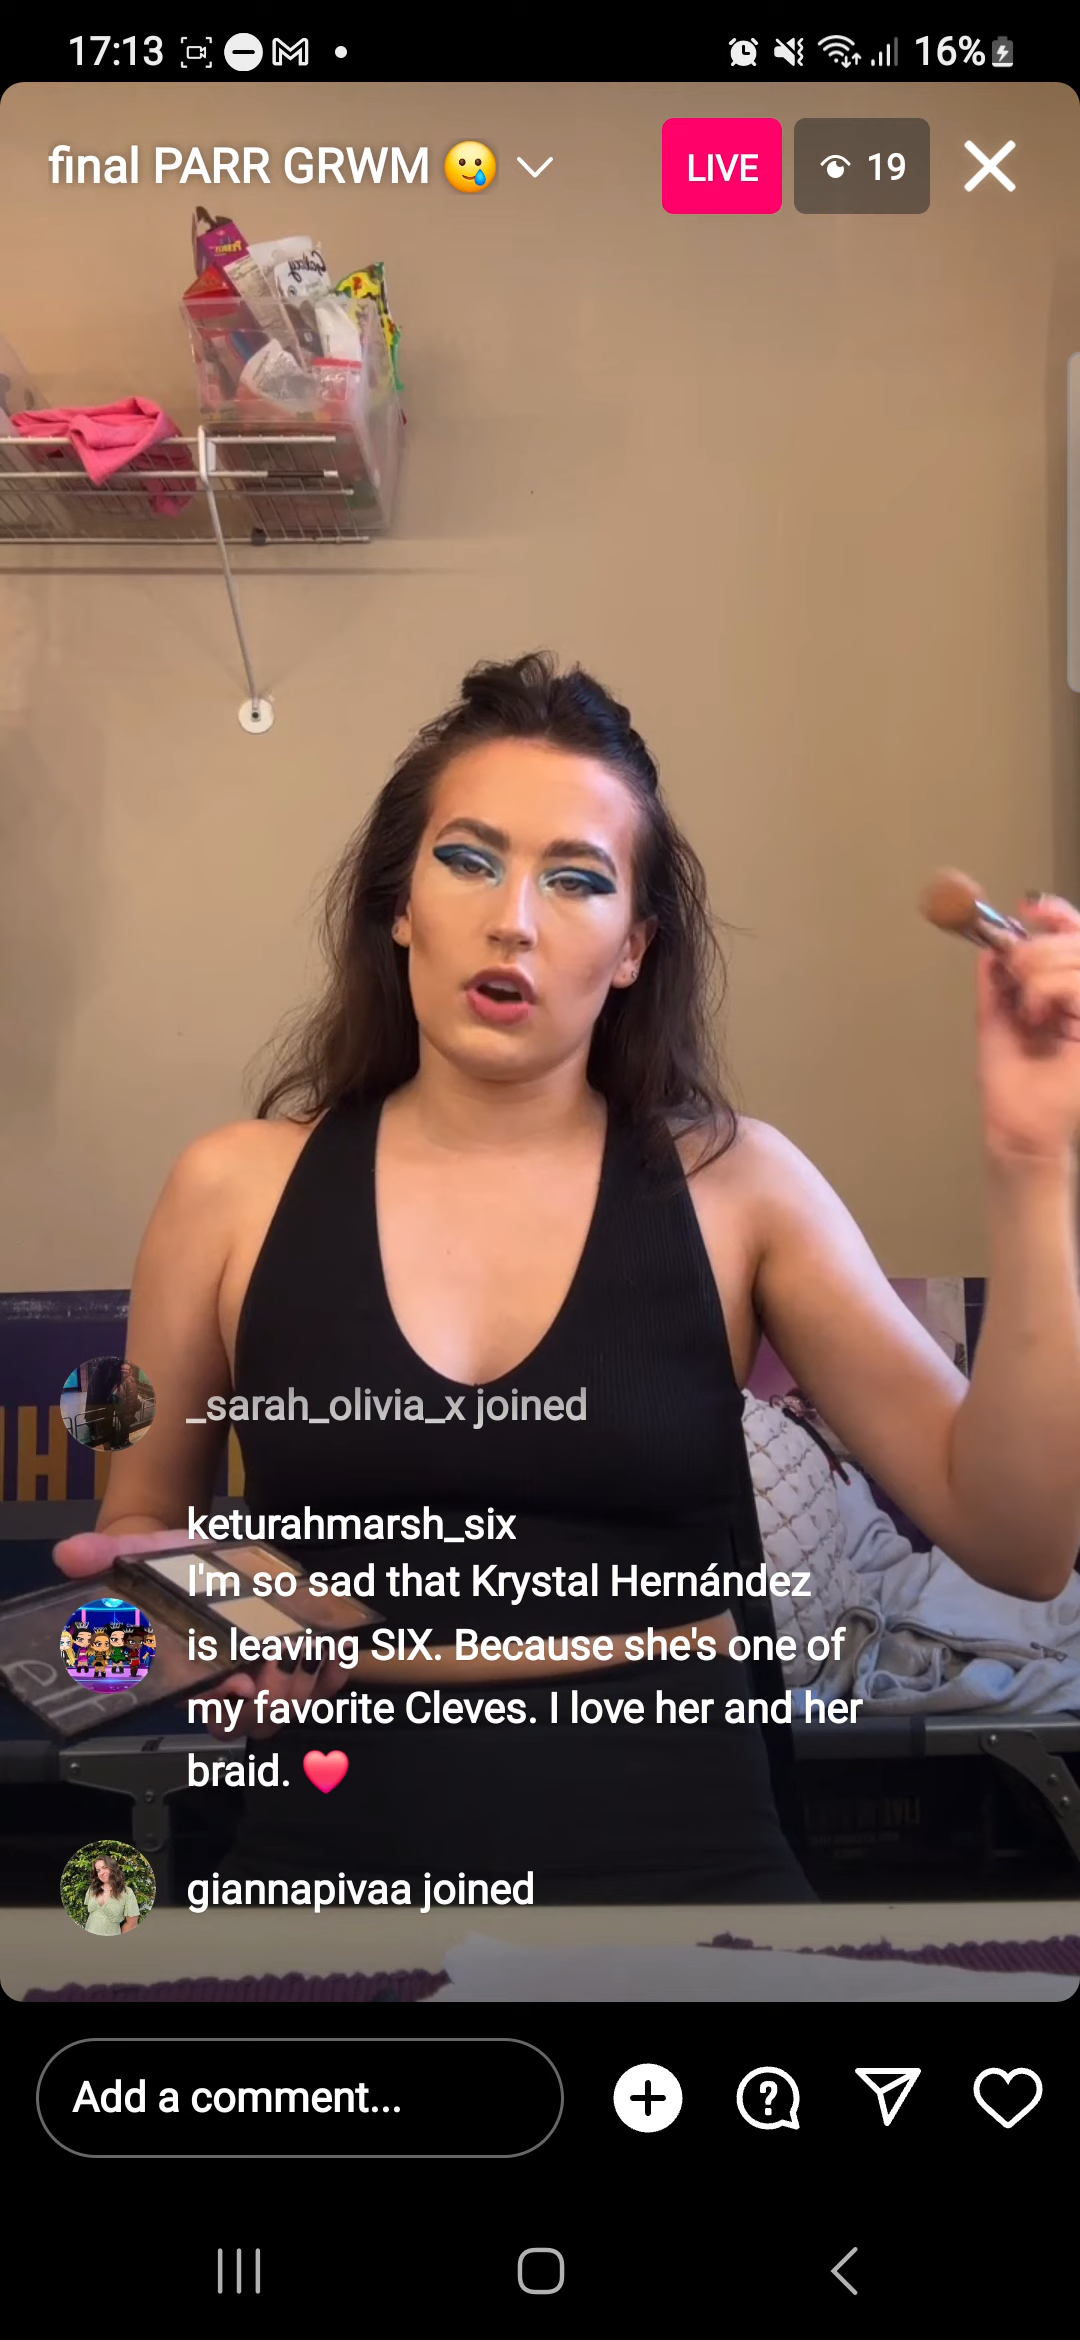 17:13
16%
final PARR GRWM 🥲
LIVE
19
Galaxy
_sarah_olivia_x joined
keturahmarsh_six
I'm so sad that Krystal Hernández
is leaving SIX. Because she's one of
my favorite Cleves. I love her and her
braid. ❤️
giannapivaa joined
Add a comment...